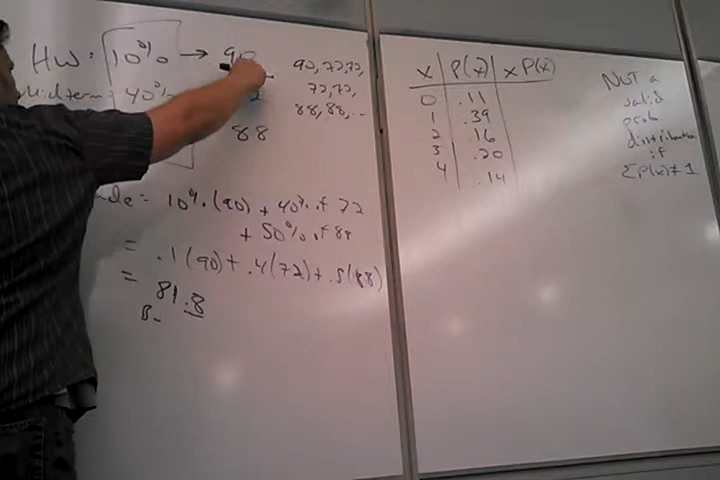 HW: 10% → 90
90, 72, 72,
Midterm 40%
72, 72,
88, 88, ...
88
10% (90) + 40% of 72
+ 50% of 88
= .1(90) + .4(72) + .5(88)
= 81.8
B-
x P(x) x P(x)
0 .11
1 .39
2 .16
3 .20
4 .14
NOT a
valid
prob
distribution
if
ΣP(x) ≠ 1